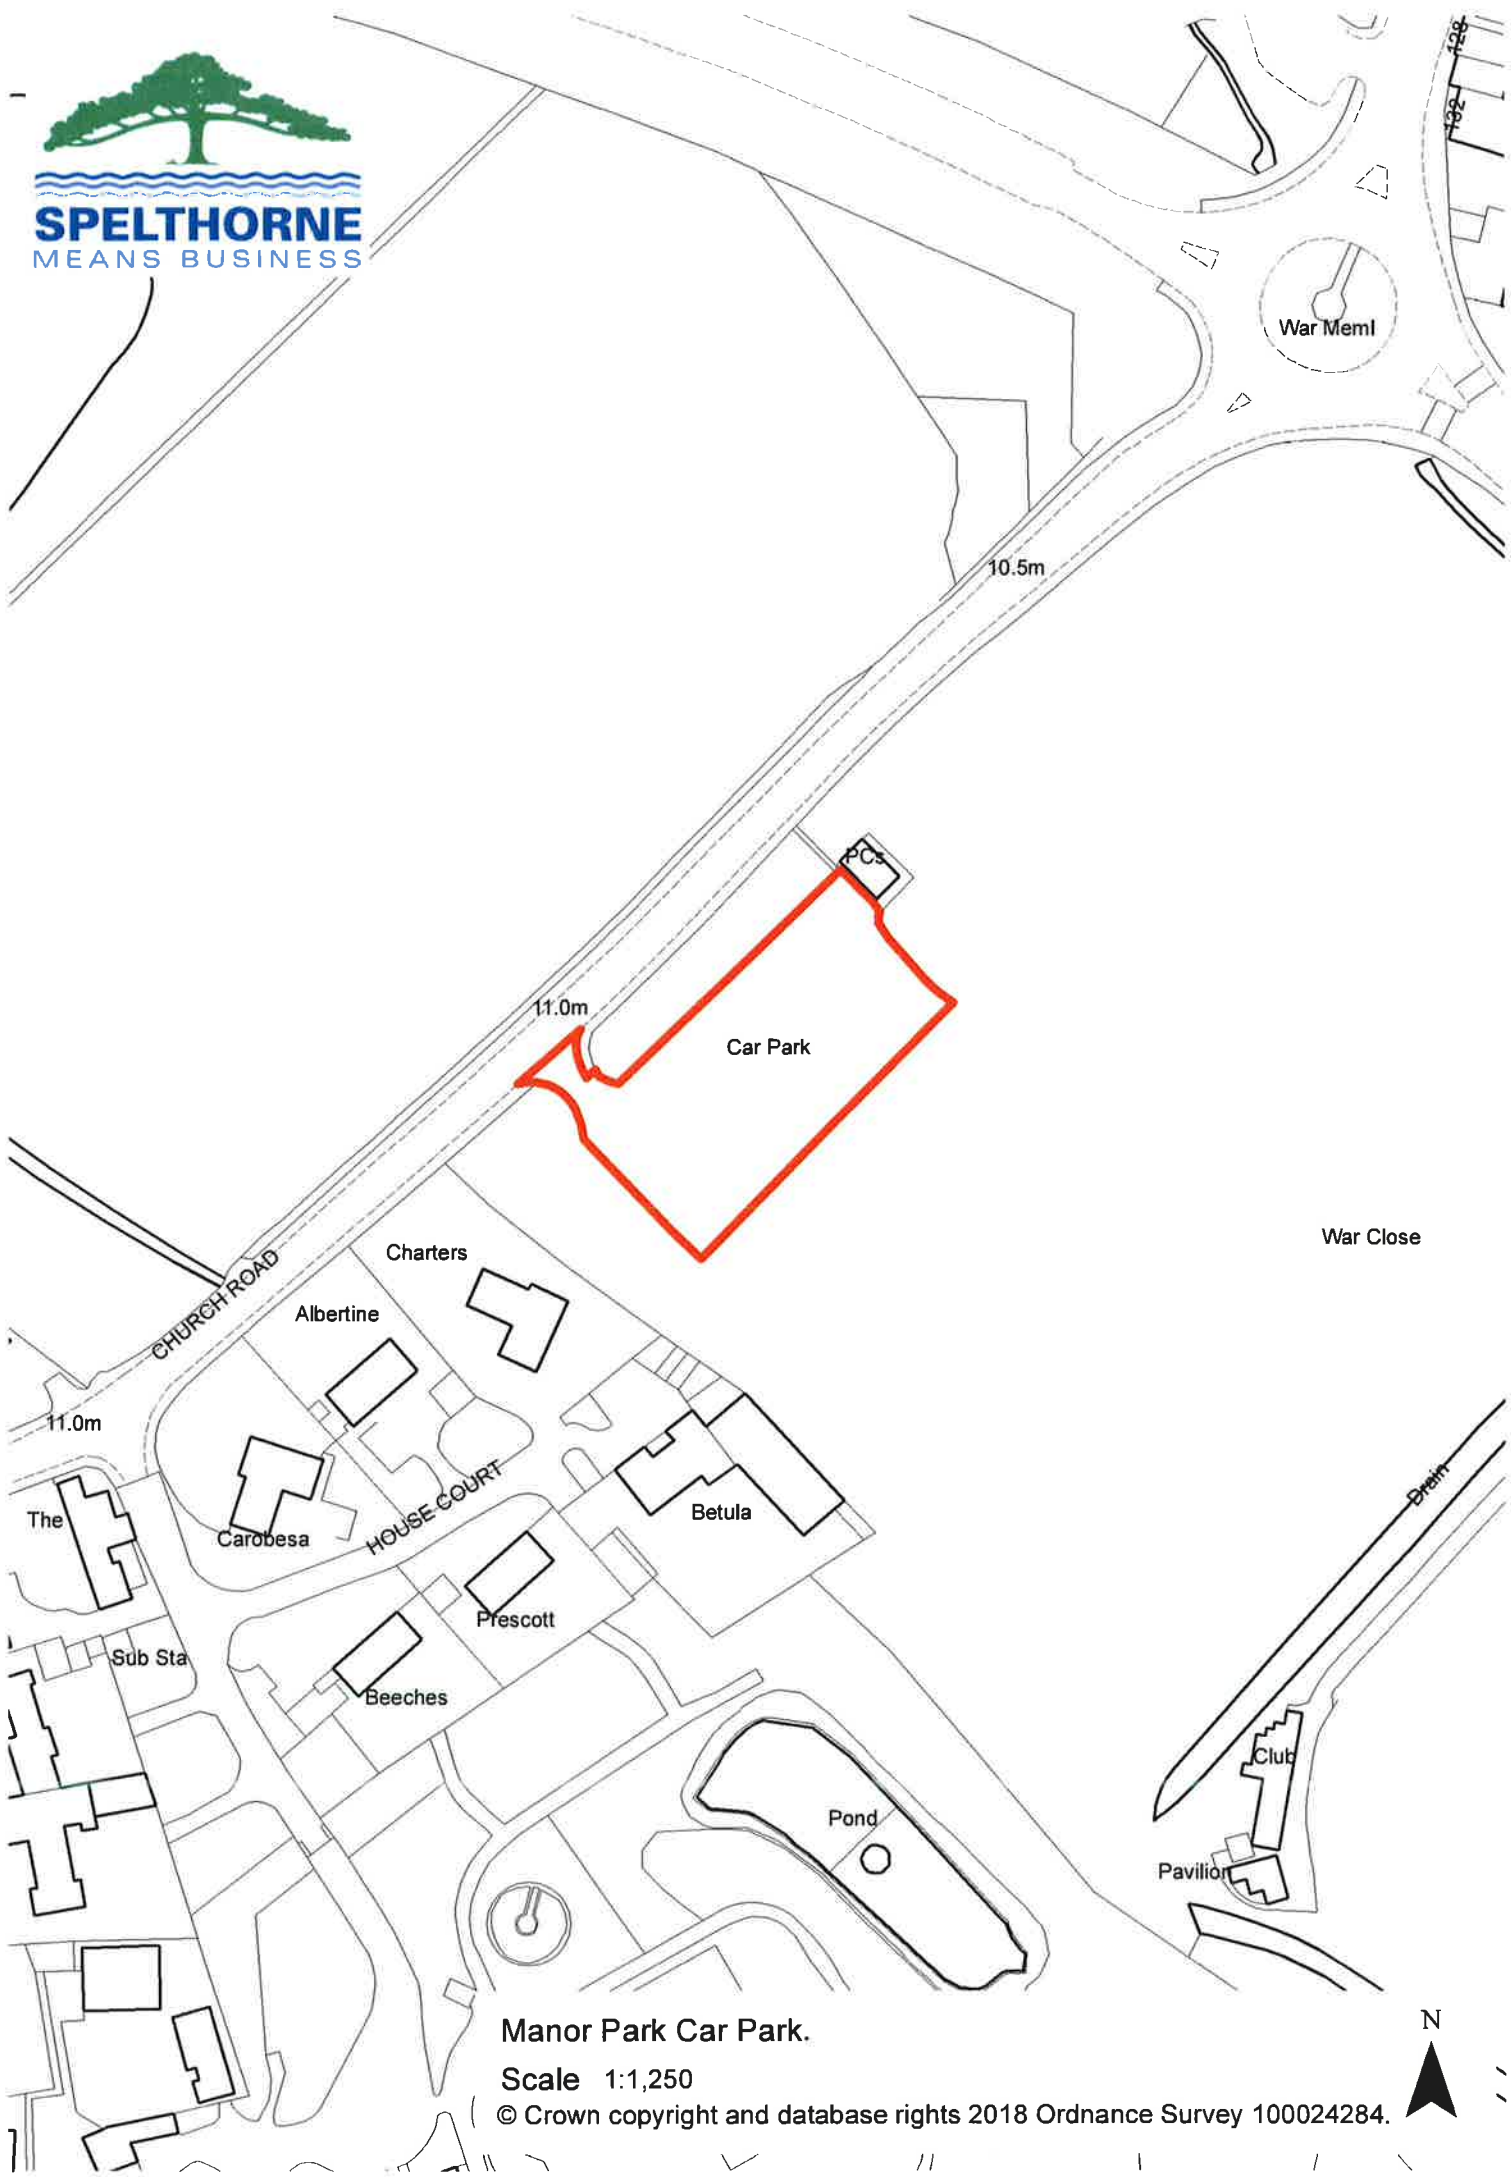 SPELTHORNE
MEANS BUSINESS
128
132
War Meml
10.5m
PCs
11.0m
Car Park
War Close
Charters
CHURCH ROAD
Albertine
11.0m
Drain
HOUSE COURT
Betula
The
Carobesa
Prescott
Sub Sta
Beeches
Club
Pond
Pavilion
Manor Park Car Park.
N
Scale 1:1,250
© Crown copyright and database rights 2018 Ordnance Survey 100024284.